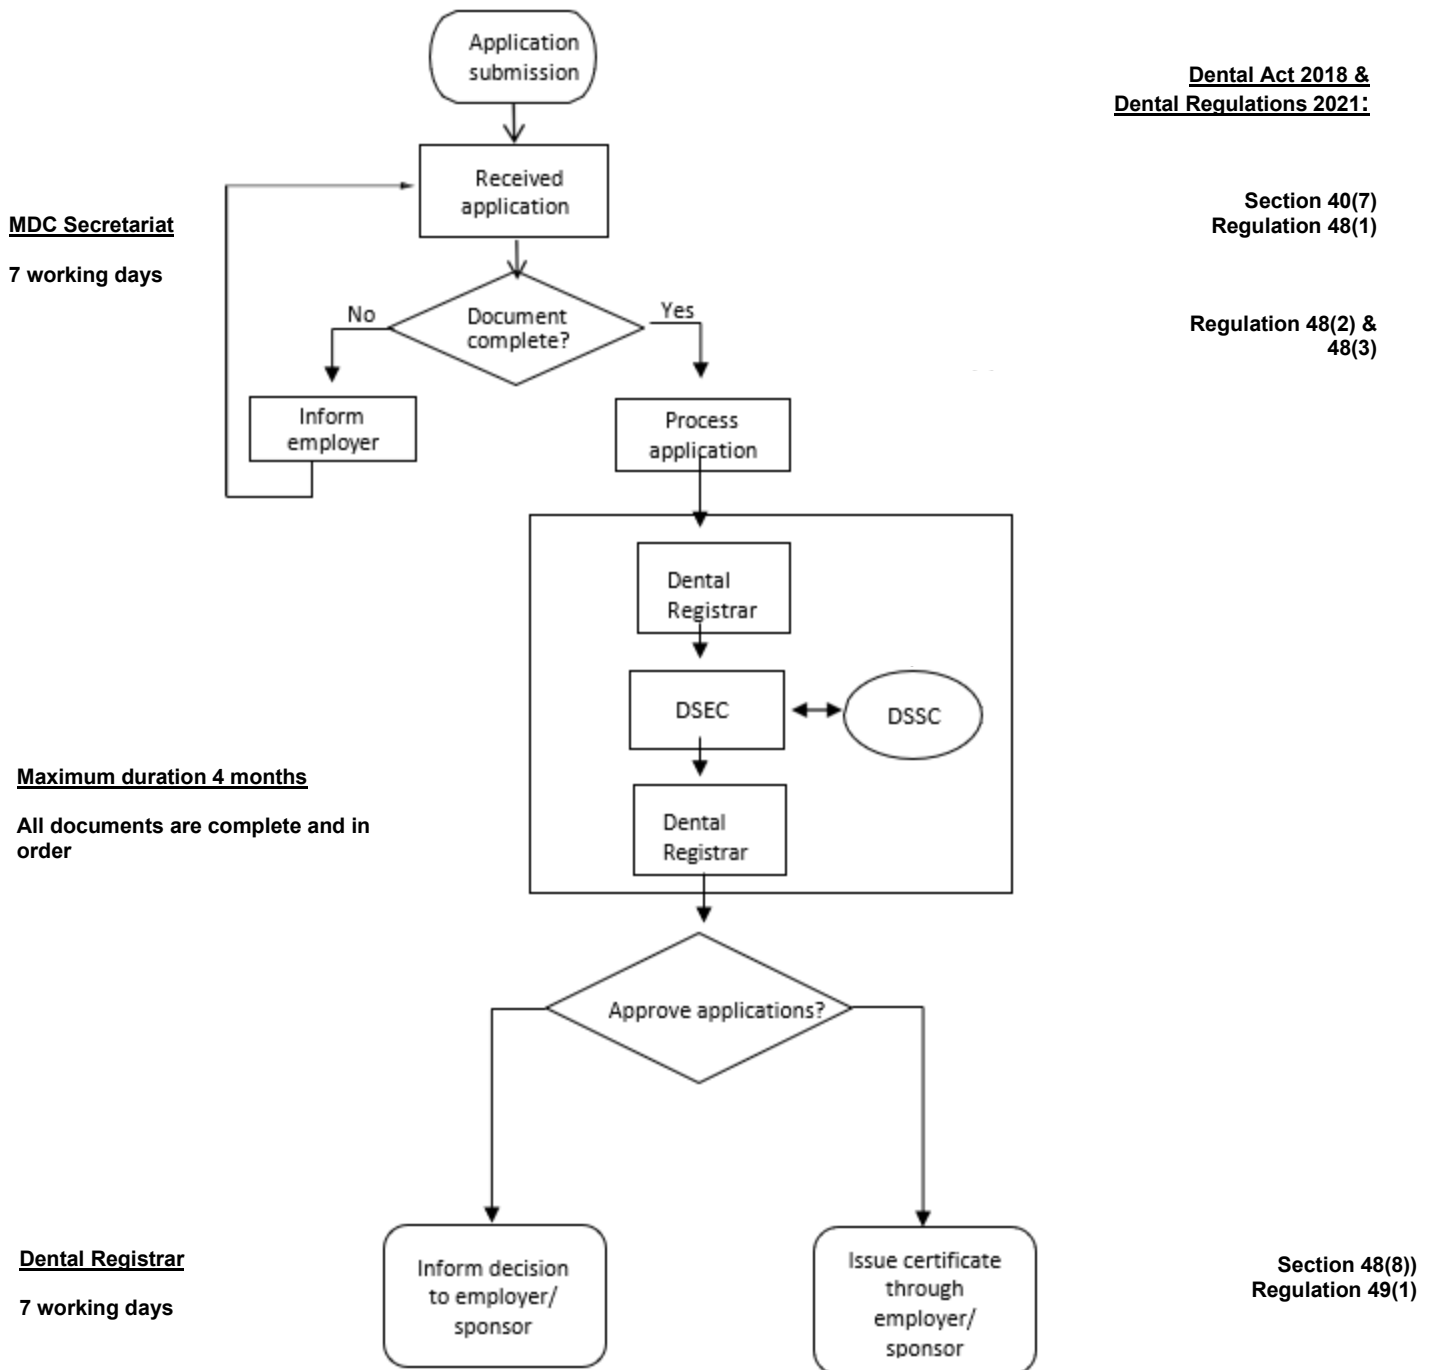 Application
submission
Dental Act 2018 &
Dental Regulations 2021:
Received
application
Section 40(7)
Regulation 48(1)
MDC Secretariat
7 working days
No
Yes
Document
complete?
Regulation 48(2) &
48(3)
Inform
employer
Process
application
Dental
Registrar
DSEC
DSSC
Maximum duration 4 months
All documents are complete and in
order
Dental
Registrar
Approve applications?
Dental Registrar
7 working days
Inform decision
to employer/
sponsor
Issue certificate
through
employer/
sponsor
Section 48(8))
Regulation 49(1)